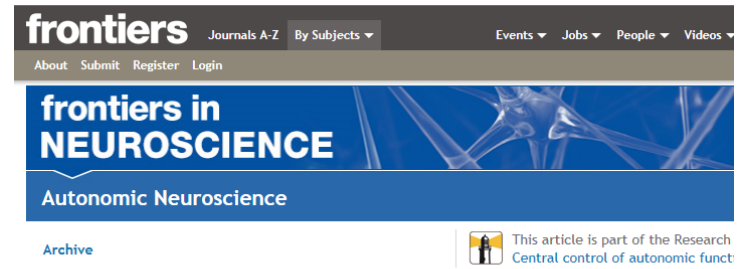 frontiers Journals A-Z By Subjects Events Jobs People Videos
About Submit Register Login
frontiers in
NEUROSCIENCE
Autonomic Neuroscience
Archive
This article is part of the Research
Central control of autonomic funct